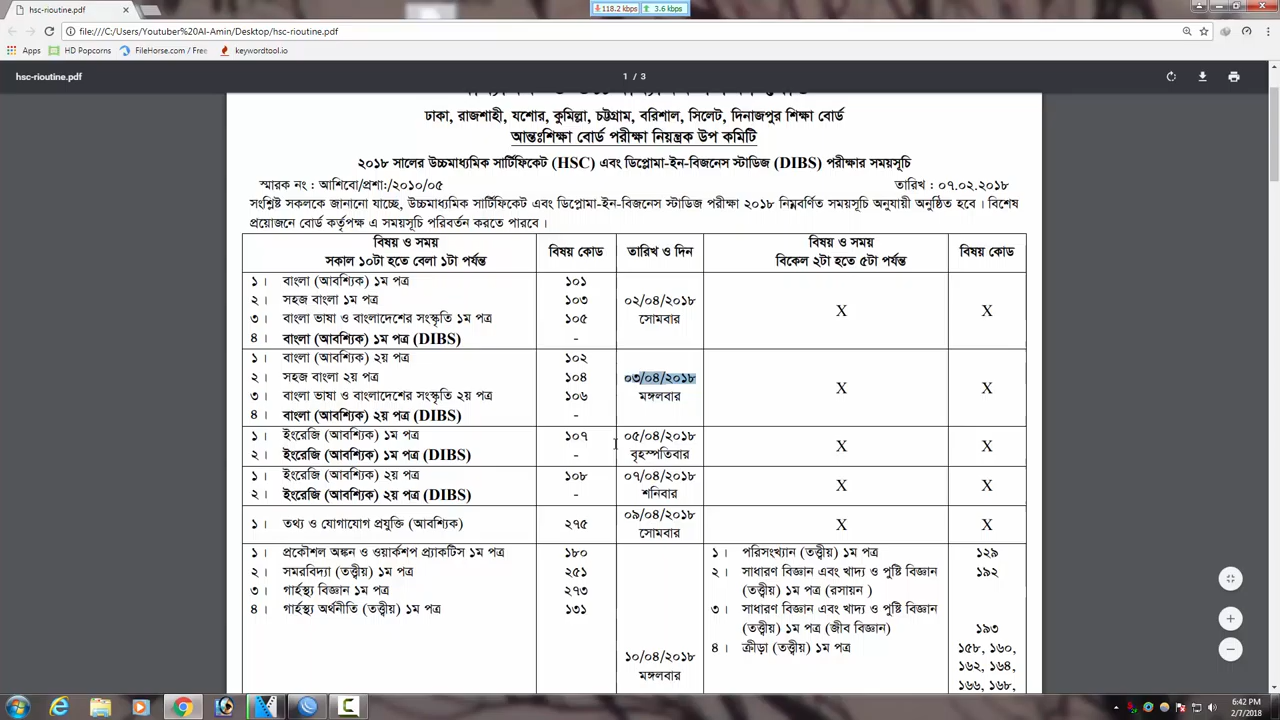 hsc-rioutine.pdf
118.2 kbps
3.6 kbps
file:///C:/Users/Youtuber%20Al-Amin/Desktop/hsc-rioutine.pdf
Apps
HD Popcorns
FileHorse.com / Free
keywordtool.io
hsc-rioutine.pdf
1 / 3
ঢাকা, রাজশাহী, যশোর, কুমিল্লা, চট্টগ্রাম, বরিশাল, সিলেট, দিনাজপুর শিক্ষা বোর্ড
আন্তঃশিক্ষা বোর্ড পরীক্ষা নিয়ন্ত্রক উপ কমিটি
২০১৮ সালের উচ্চমাধ্যমিক সার্টিফিকেট (HSC) এবং ডিপ্লোমা-ইন-বিজনেস স্টাডিজ (DIBS) পরীক্ষার সময়সূচি
স্মারক নং : আশিবো/প্রশা:/২০১০/০৫ তারিখ : ০৭.০২.২০১৮
সংশ্লিষ্ট সকলকে জানানো যাচ্ছে, উচ্চমাধ্যমিক সার্টিফিকেট এবং ডিপ্লোমা-ইন-বিজনেস স্টাডিজ পরীক্ষা ২০১৮ নিম্নবর্ণিত সময়সূচি অনুযায়ী অনুষ্ঠিত হবে। বিশেষ
প্রয়োজনে বোর্ড কর্তৃপক্ষ এ সময়সূচি পরিবর্তন করতে পারবে।
বিষয় ও সময় সকাল ১০টা হতে বেলা ১টা পর্যন্ত বিষয় কোড তারিখ ও দিন বিষয় ও সময় বিকেল ২টা হতে ৫টা পর্যন্ত বিষয় কোড
১। বাংলা (আবশ্যিক) ১ম পত্র ১০১
২। সহজ বাংলা ১ম পত্র ১০৩ ০২/০৪/২০১৮ X X
৩। বাংলা ভাষা ও বাংলাদেশের সংস্কৃতি ১ম পত্র ১০৫ সোমবার
৪। বাংলা (আবশ্যিক) ১ম পত্র (DIBS) -
১। বাংলা (আবশ্যিক) ২য় পত্র ১০২
২। সহজ বাংলা ২য় পত্র ১০৪ ০৩/০৪/২০১৮ X X
৩। বাংলা ভাষা ও বাংলাদেশের সংস্কৃতি ২য় পত্র ১০৬ মঙ্গলবার
৪। বাংলা (আবশ্যিক) ২য় পত্র (DIBS) -
১। ইংরেজি (আবশ্যিক) ১ম পত্র ১০৭ ০৫/০৪/২০১৮ X X
২। ইংরেজি (আবশ্যিক) ১ম পত্র (DIBS) - বৃহস্পতিবার
১। ইংরেজি (আবশ্যিক) ২য় পত্র ১০৮ ০৭/০৪/২০১৮ X X
২। ইংরেজি (আবশ্যিক) ২য় পত্র (DIBS) - শনিবার
১। তথ্য ও যোগাযোগ প্রযুক্তি (আবশ্যিক) ২৭৫ ০৯/০৪/২০১৮ সোমবার X X
১। প্রকৌশল অঙ্কন ও ওয়ার্কশপ প্র্যাকটিস ১ম পত্র ১৮০ ১। পরিসংখ্যান (তত্ত্বীয়) ১ম পত্র ১২৯
২। সমরবিদ্যা (তত্ত্বীয়) ১ম পত্র ২৫১ ২। সাধারণ বিজ্ঞান এবং খাদ্য ও পুষ্টি বিজ্ঞান ১৯২
৩। গার্হস্থ্য বিজ্ঞান ১ম পত্র ২৭৩ (তত্ত্বীয়) ১ম পত্র (রসায়ন )
৪। গার্হস্থ্য অর্থনীতি (তত্ত্বীয়) ১ম পত্র ১৩১ ৩। সাধারণ বিজ্ঞান এবং খাদ্য ও পুষ্টি বিজ্ঞান
(তত্ত্বীয়) ১ম পত্র (জীব বিজ্ঞান) ১৯৩
৪। ক্রীড়া (তত্ত্বীয়) ১ম পত্র ১৫৮, ১৬০,
১০/০৪/২০১৮ ১৬২, ১৬৪,
মঙ্গলবার ১৬৬, ১৬৮,
6:42 PM
2/7/2018